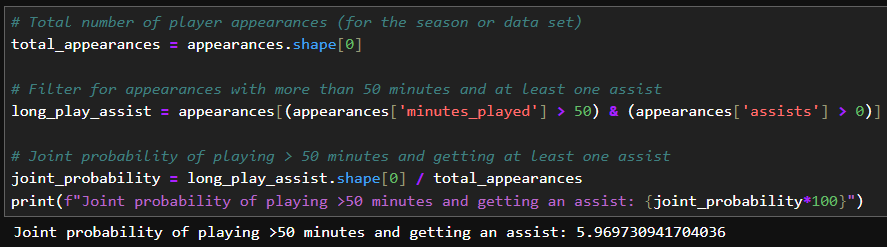 # Total number of player appearances (for the season or data set)
total_appearances = appearances.shape[0]
# Filter for appearances with more than 50 minutes and at least one assist
long_play_assist = appearances[(appearances['minutes_played'] > 50) & (appearances['assists'] > 0)]
# Joint probability of playing > 50 minutes and getting at least one assist
joint_probability = long_play_assist.shape[0] / total_appearances
print(f"Joint probability of playing >50 minutes and getting an assist: {joint_probability*100}")
Joint probability of playing >50 minutes and getting an assist: 5.969730941704036